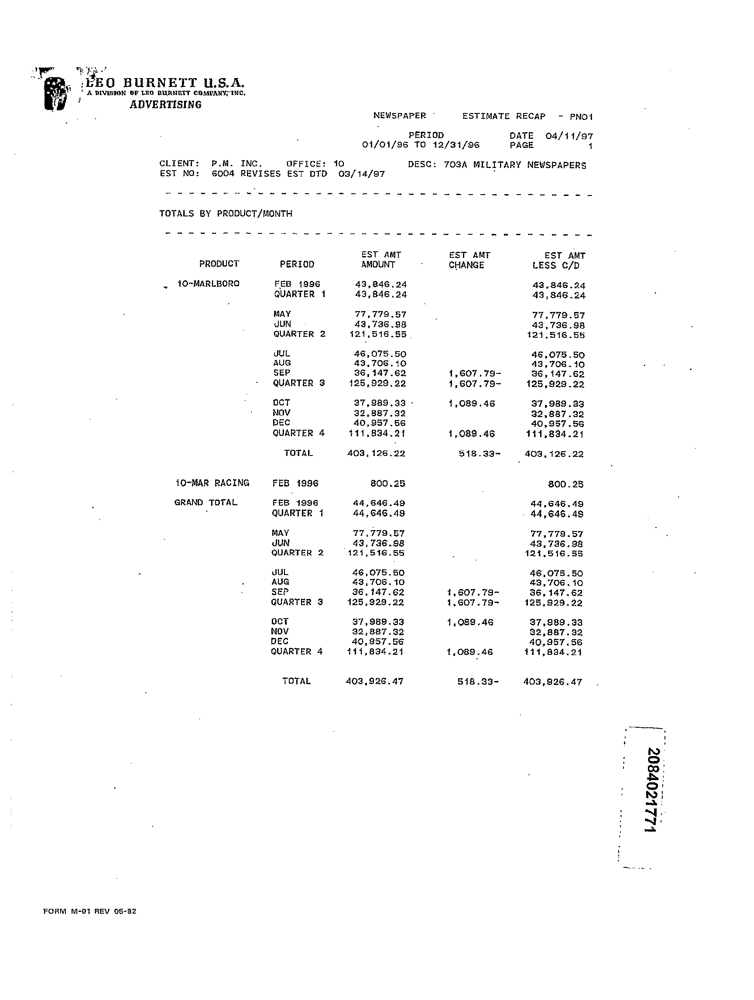 LEO BURNETT U.S.A.
A DIVISION OF LEO BURNETT COMPANY, INC.
ADVERTISING
NEWSPAPER ESTIMATE RECAP - PNO1
PERIOD DATE 04/11/97
01/01/96 TO 12/31/96 PAGE 1
CLIENT: P.M. INC. OFFICE: 10 DESC: 703A MILITARY NEWSPAPERS
EST NO: 6004 REVISES EST DTD 03/14/97
TOTALS BY PRODUCT/MONTH
EST AMT EST AMT EST AMT
PRODUCT PERIOD AMOUNT CHANGE LESS C/D
10-MARLBORO FEB 1996 43,846.24 43,846.24
QUARTER 1 43,846.24 43,846.24
MAY 77,779.57 77,779.57
JUN 43,736.98 43,736.98
QUARTER 2 121,516.55 121,516.55
JUL 46,075.50 46,075.50
AUG 43,706.10 43,706.10
SEP 36,147.62 1,607.79- 36,147.62
QUARTER 3 125,929.22 1,607.79- 125,929.22
OCT 37,989.33 1,089.46 37,989.33
NOV 32,887.32 32,887.32
DEC 40,957.56 40,957.56
QUARTER 4 111,834.21 1,089.46 111,834.21
TOTAL 403,126.22 518.33- 403,126.22
10-MAR RACING FEB 1996 800.25 800.25
GRAND TOTAL FEB 1996 44,646.49 44,646.49
QUARTER 1 44,646.49 44,646.49
MAY 77,779.57 77,779.57
JUN 43,736.98 43,736.98
QUARTER 2 121,516.55 121,516.55
JUL 46,075.50 46,075.50
AUG 43,706.10 43,706.10
SEP 36,147.62 1,607.79- 36,147.62
QUARTER 3 125,929.22 1,607.79- 125,929.22
OCT 37,989.33 1,089.46 37,989.33
NOV 32,887.32 32,887.32
DEC 40,957.56 40,957.56
QUARTER 4 111,834.21 1,089.46 111,834.21
TOTAL 403,926.47 518.33- 403,926.47
2084021771
FORM M-01 REV 05-82